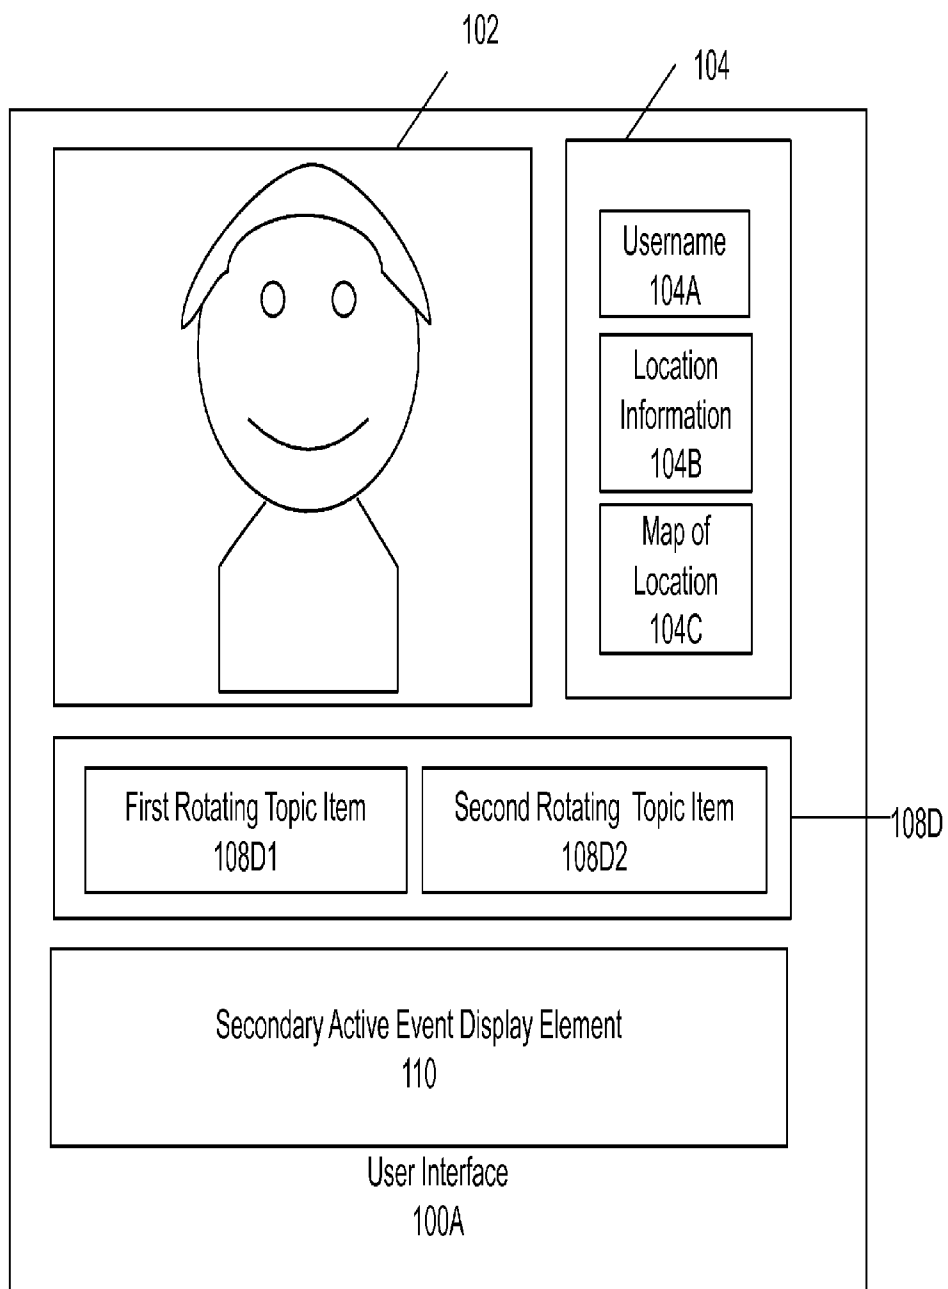 102
104
Username
104A
Location
Information
104B
Map of
Location
104C
First Rotating Topic Item
108D1
Second Rotating Topic Item
108D2
108D
Secondary Active Event Display Element
110
User Interface
100A